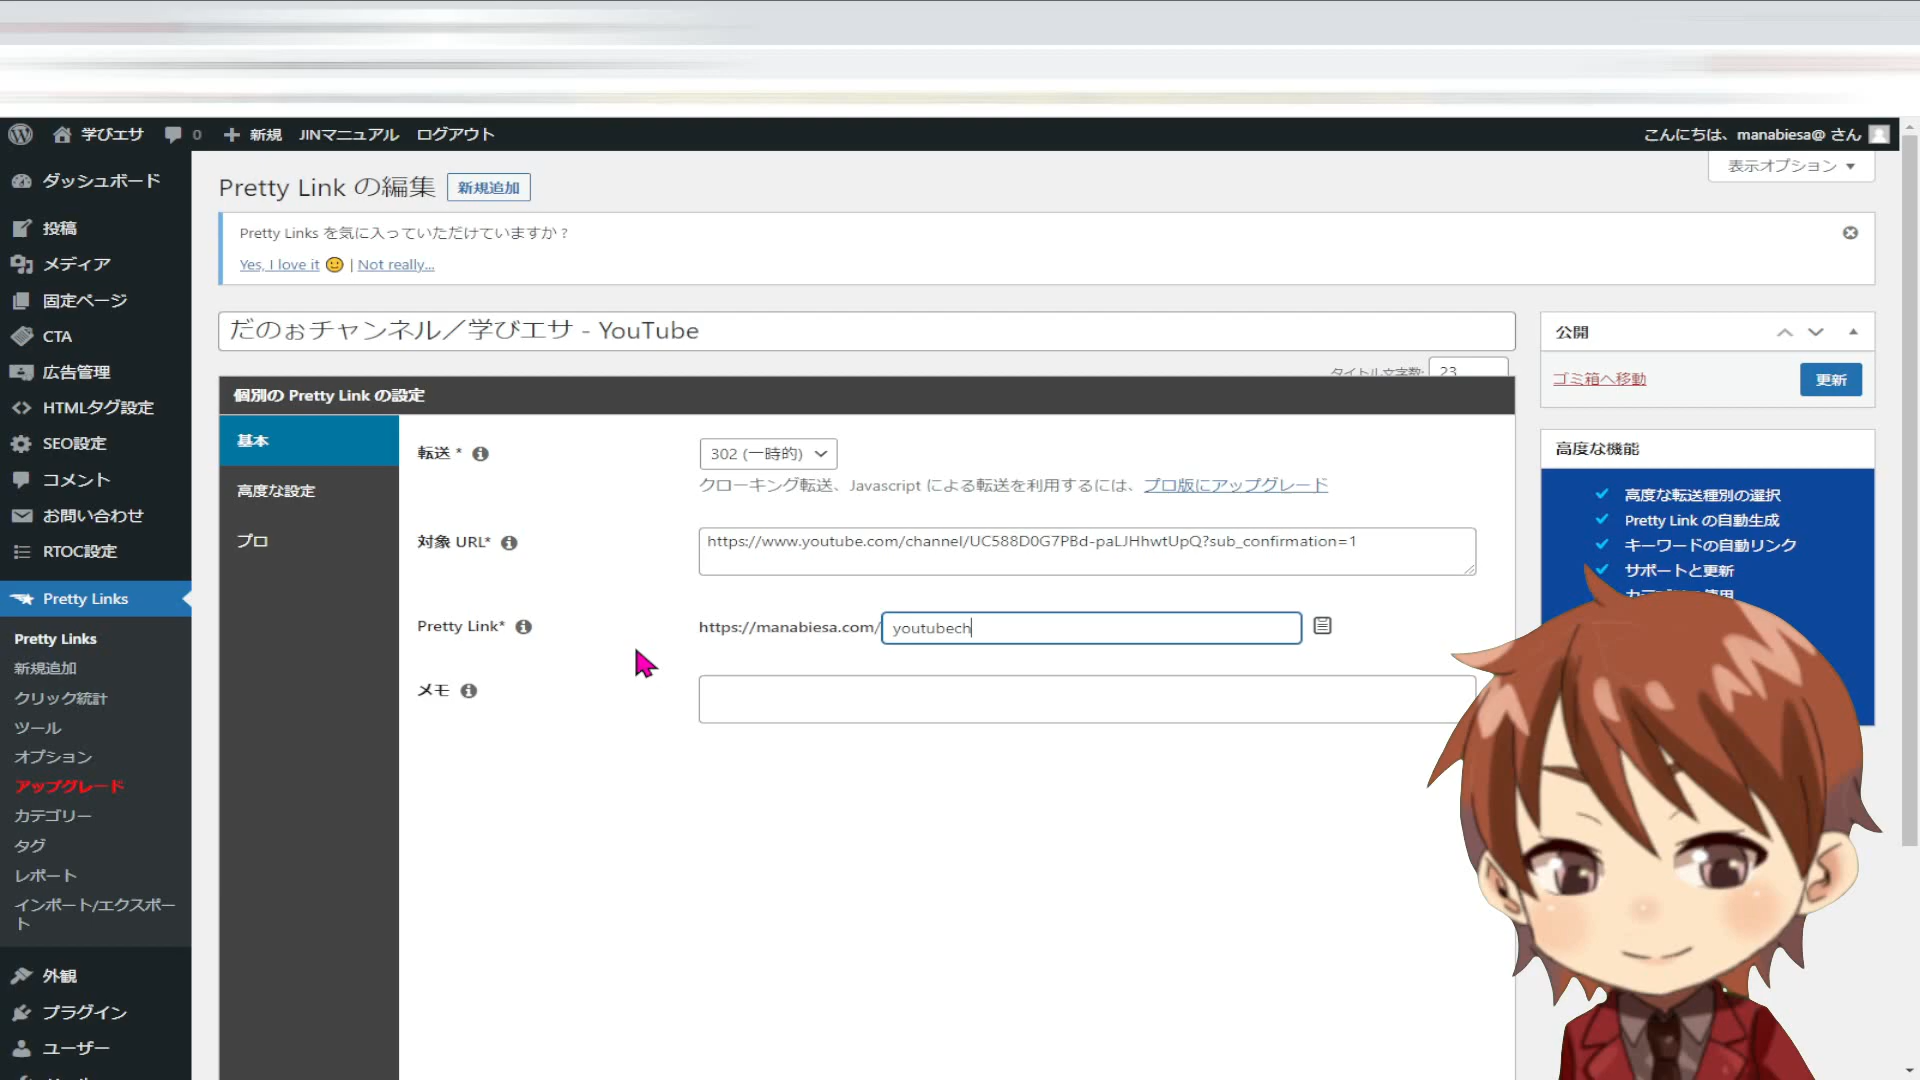 学びエサ 0 新規 JINマニュアル ログアウト こんにちは、manabiesa@ さん
表示オプション
ダッシュボード
投稿
メディア
固定ページ
CTA
広告管理
HTMLタグ設定
SEO設定
コメント
お問い合わせ
RTOC設定
Pretty Links
Pretty Links
新規追加
クリック統計
ツール
オプション
アップグレード
カテゴリー
タグ
レポート
インポート/エクスポー
ト
外観
プラグイン
ユーザー
Pretty Link の編集 新規追加
Pretty Links を気に入っていただけていますか ?
Yes, I love it | Not really...
だのぉチャンネル／学びエサ - YouTube
タイトル文字数: 23
個別の Pretty Link の設定
基本
高度な設定
プロ
転送 * 302 (一時的)
クローキング転送、Javascript による転送を利用するには、プロ版にアップグレード
対象 URL* https://www.youtube.com/channel/UC588D0G7PBd-paLJHhwtUpQ?sub_confirmation=1
Pretty Link* https://manabiesa.com/ youtubech
メモ
公開
ゴミ箱へ移動 更新
高度な機能
高度な転送種別の選択
Pretty Link の自動生成
キーワードの自動リンク
サポートと更新